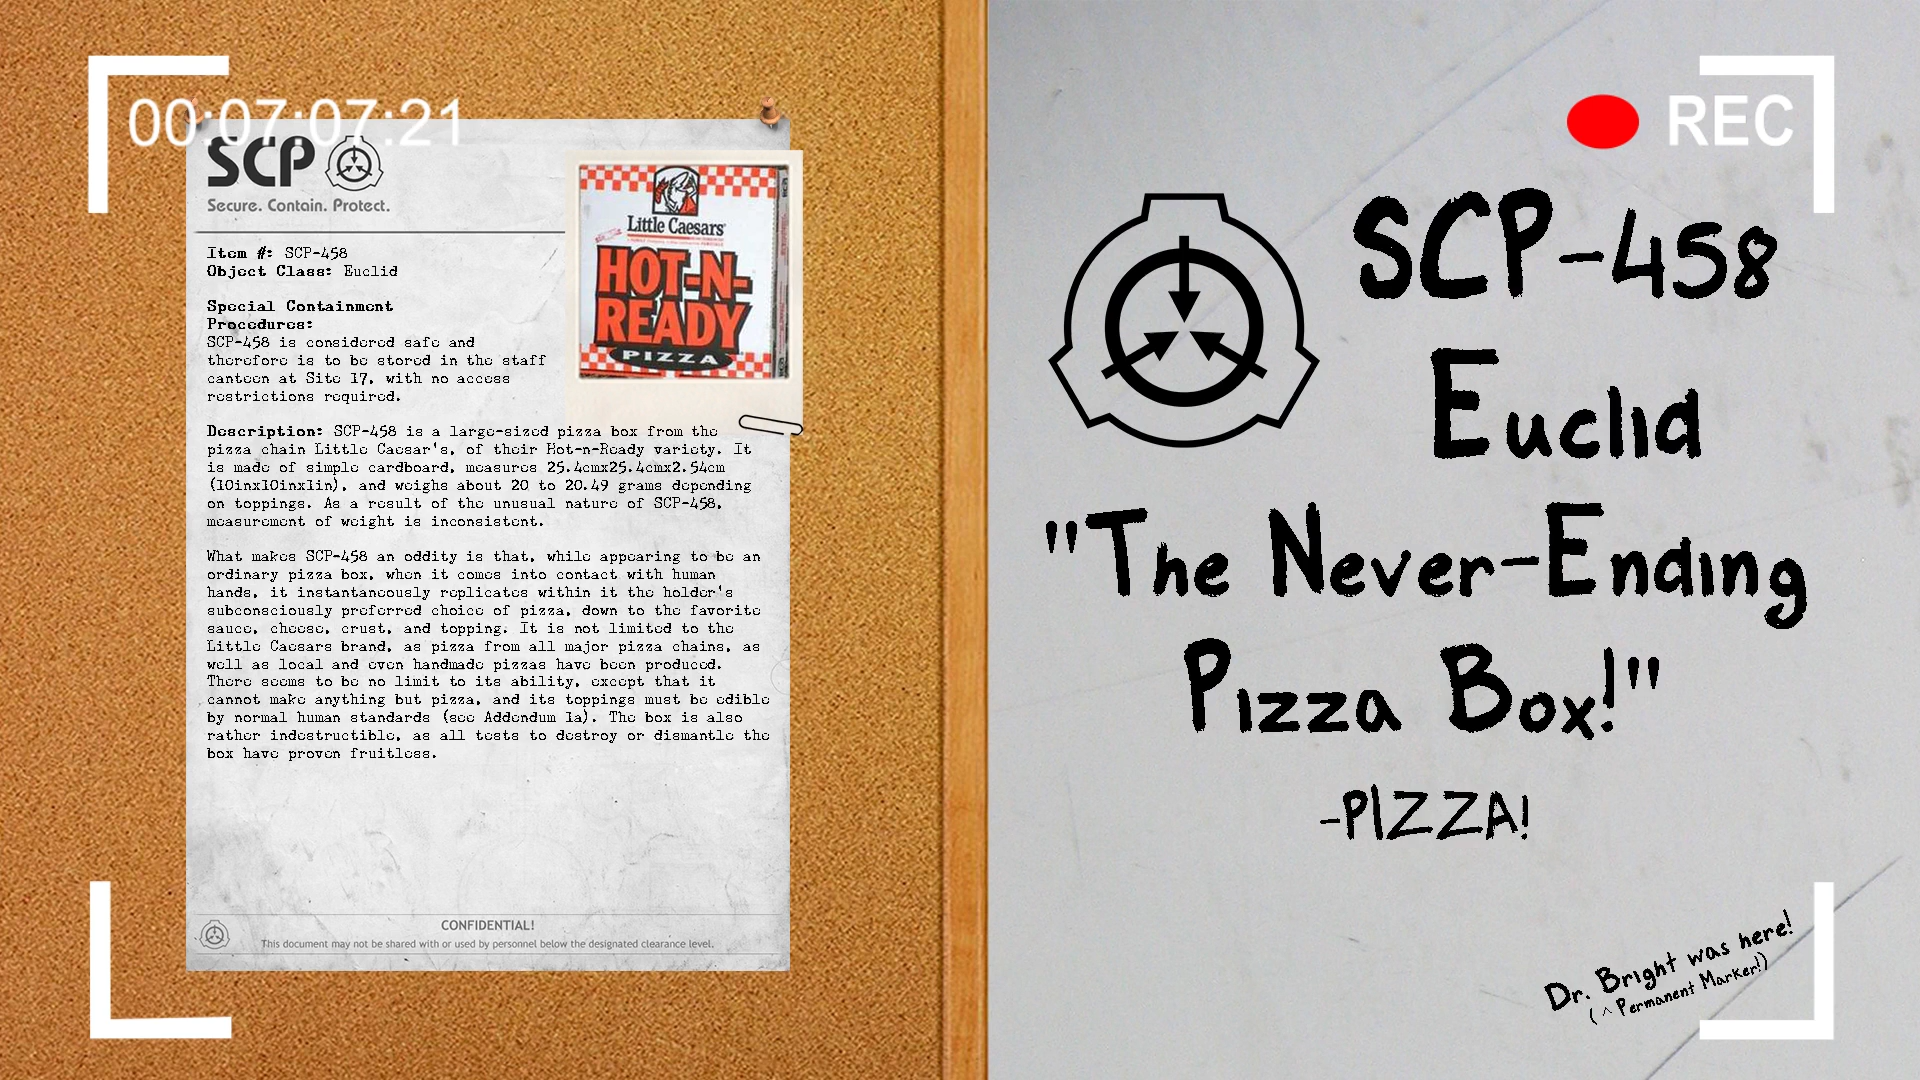 00:07:07:21
REC
SCP
Secure. Contain. Protect.
Item #: SCP-458
Object Class: Euclid
Special Containment
Procedures:
SCP-458 is considered safe and
therefore is to be stored in the staff
canteen at Site 17, with no access
restrictions required.
Little Caesars
HOT-N-
READY
PIZZA
Description: SCP-458 is a large-sized pizza box from the
pizza chain Little Caesar's, of their Hot-n-Ready variety. It
is made of simple cardboard, measures 25.4cmx25.4cmx2.54cm
(10inx10inx1in), and weighs about 20 to 20.49 grams depending
on toppings. As a result of the unusual nature of SCP-458,
measurement of weight is inconsistent.
What makes SCP-458 an oddity is that, while appearing to be an
ordinary pizza box, when it comes into contact with human
hands, it instantaneously replicates within it the holder's
subconsciously preferred choice of pizza, down to the favorite
sauce, cheese, crust, and topping. It is not limited to the
Little Caesars brand, as pizza from all major pizza chains, as
well as local and even handmade pizzas have been produced.
There seems to be no limit to its ability, except that it
cannot make anything but pizza, and its toppings must be edible
by normal human standards (see Addendum 1a). The box is also
rather indestructible, as all tests to destroy or dismantle the
box have proven fruitless.
CONFIDENTIAL!
This document may not be shared with or used by personnel below the designated clearance level.
SCP-458
Euclid
"The Never-Ending
Pizza Box!"
-PIZZA!
Dr. Bright was here!
(^ Permanent Marker!)